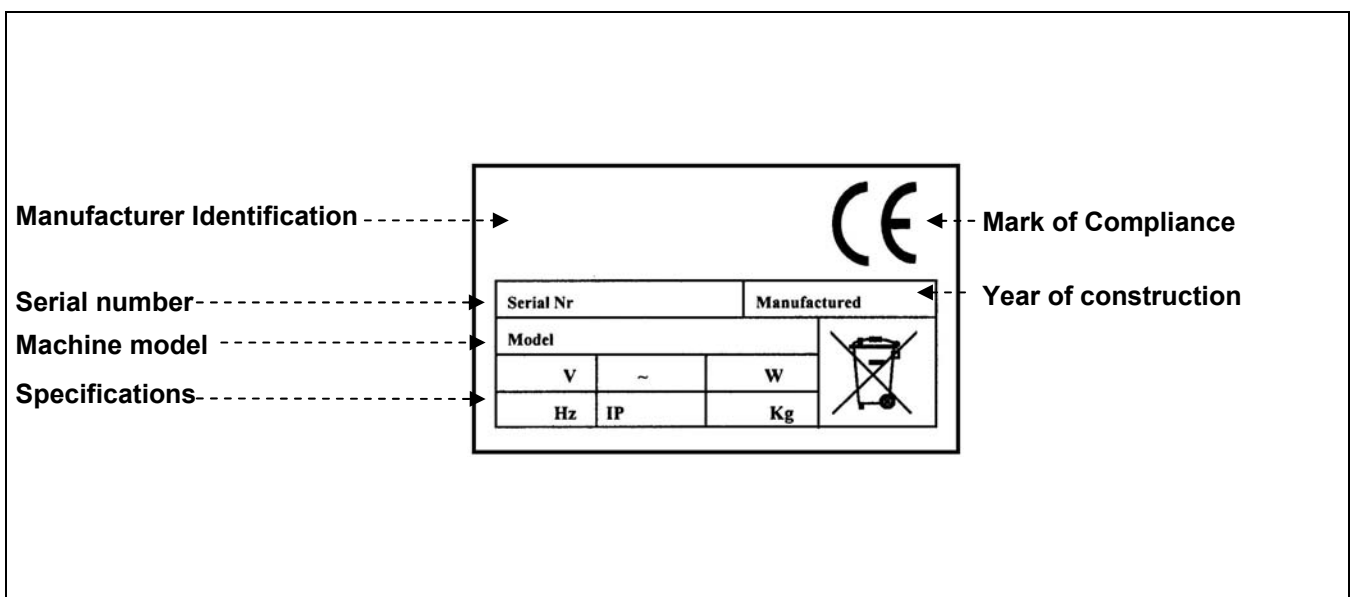 CE
Manufacturer Identification
Mark of Compliance
Serial number
Serial Nr
Manufactured
Year of construction
Machine model
Model
Specifications
V ~ W
Hz IP Kg